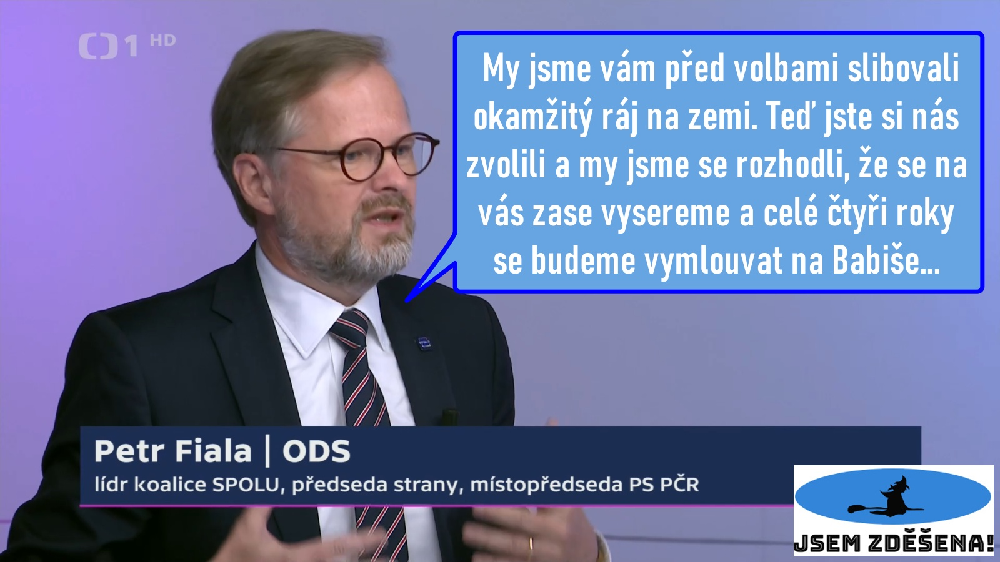 ČT1 HD
My jsme vám před volbami slibovali
okamžitý ráj na zemi. Teď jste si nás
zvolili a my jsme se rozhodli, že se na
vás zase vysereme a celé čtyři roky
se budeme vymlouvat na Babiše...
Petr Fiala | ODS
lídr koalice SPOLU, předseda strany, místopředseda PS PČR
JSEM ZDĚŠENA!